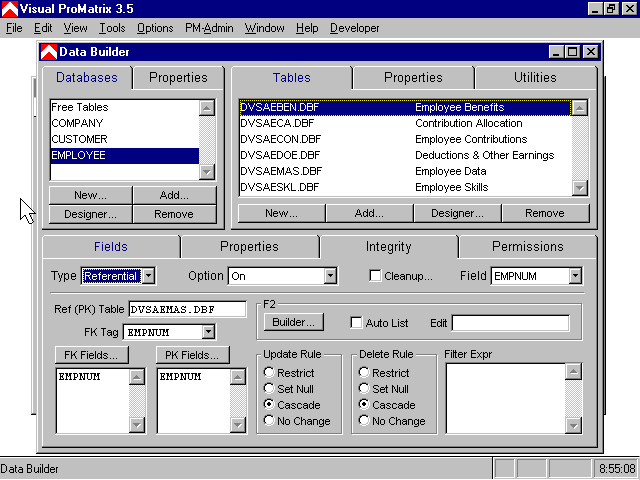 Visual ProMatrix 3.5
File Edit View Tools Options PM-Admin Window Help Developer
Data Builder
Databases Properties
Tables Properties Utilities
Free Tables
COMPANY
CUSTOMER
EMPLOYEE
New... Add...
Designer... Remove
DVSAEBEN.DBF Employee Benefits
DVSAECA.DBF Contribution Allocation
DVSAECON.DBF Employee Contributions
DVSAEDOE.DBF Deductions & Other Earnings
DVSAEMAS.DBF Employee Data
DVSAESKL.DBF Employee Skills
New... Add... Designer... Remove
Fields Properties Integrity Permissions
Type Referential Option On Cleanup... Field EMPNUM
Ref (PK) Table DVSAEMAS.DBF
FK Tag EMPNUM
F2
Builder... Auto List Edit
FK Fields... PK Fields...
EMPNUM EMPNUM
Update Rule
Restrict
Set Null
Cascade
No Change
Delete Rule
Restrict
Set Null
Cascade
No Change
Filter Expr
Data Builder 8:55:08